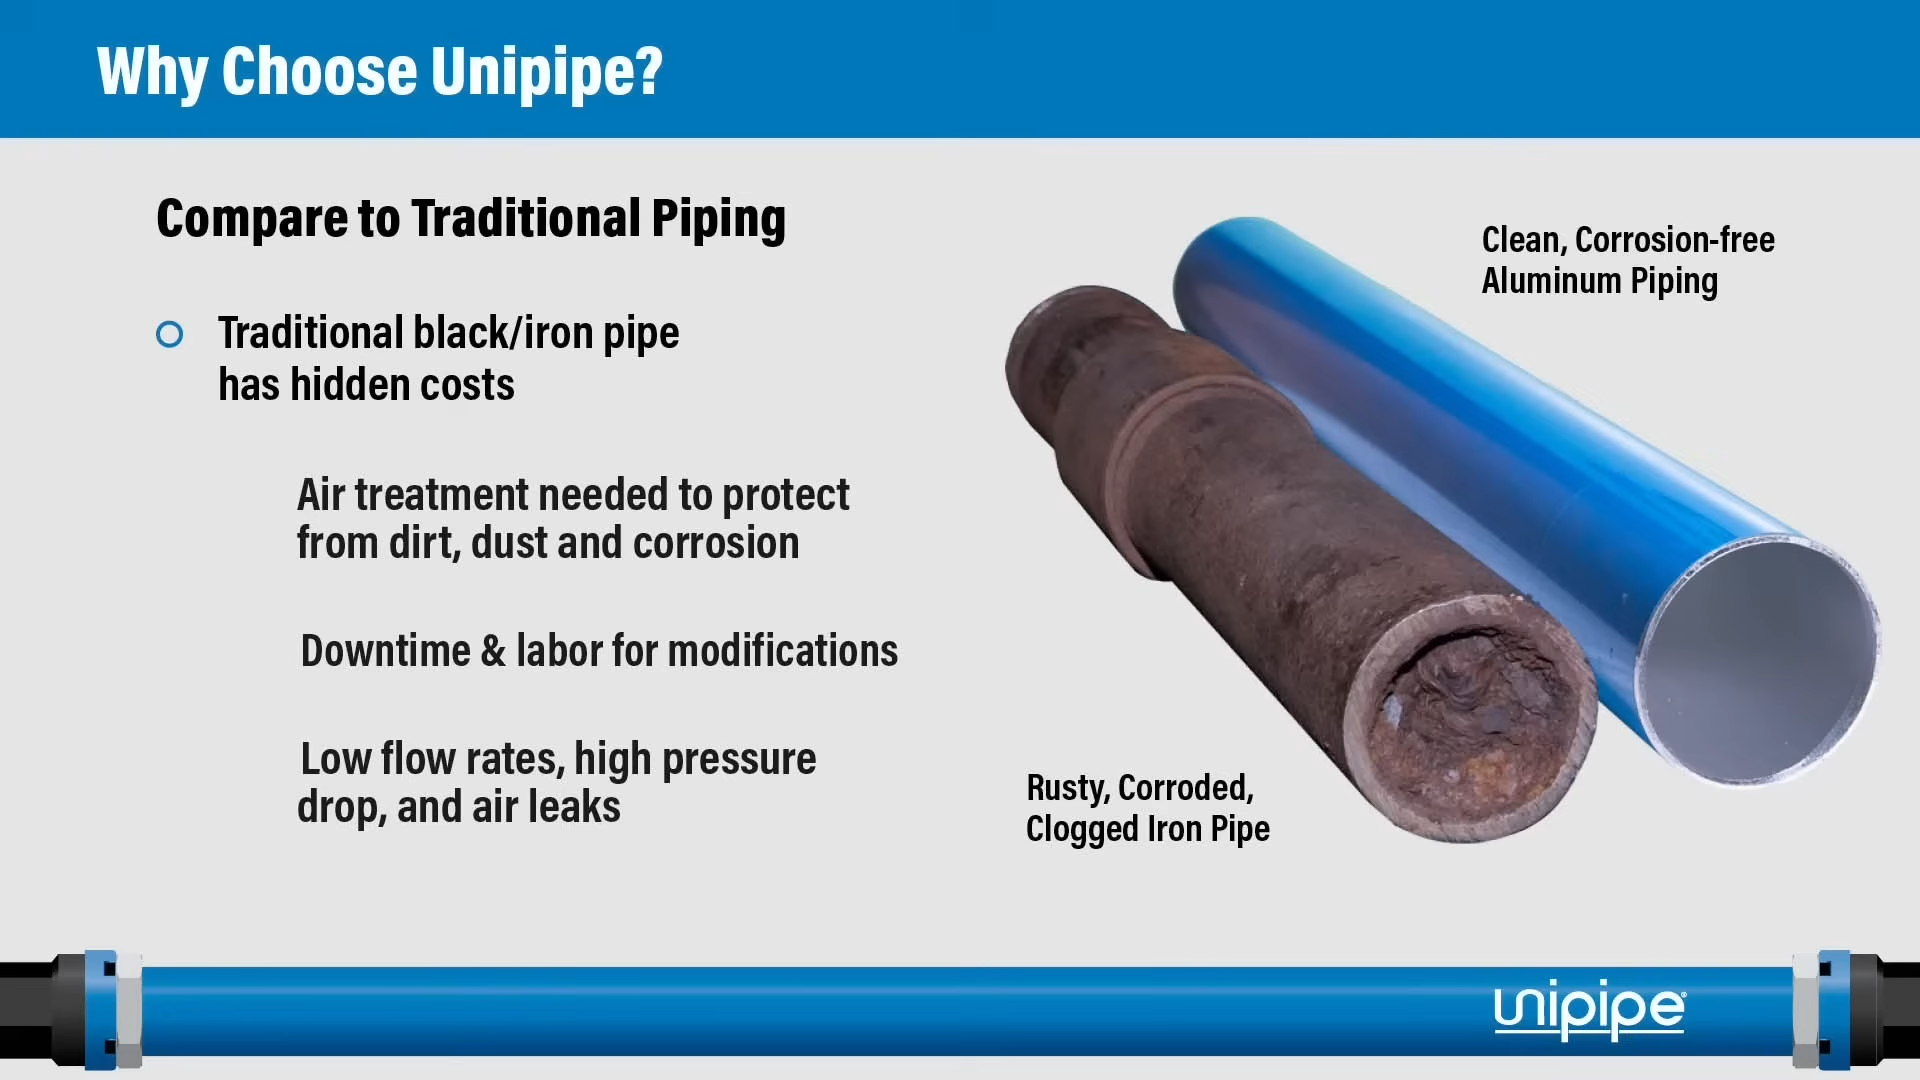 Why Choose Unipipe?
Compare to Traditional Piping
Traditional black/iron pipe
has hidden costs
Air treatment needed to protect
from dirt, dust and corrosion
Downtime & labor for modifications
Low flow rates, high pressure
drop, and air leaks
Clean, Corrosion-free
Aluminum Piping
Rusty, Corroded,
Clogged Iron Pipe
unipipe®